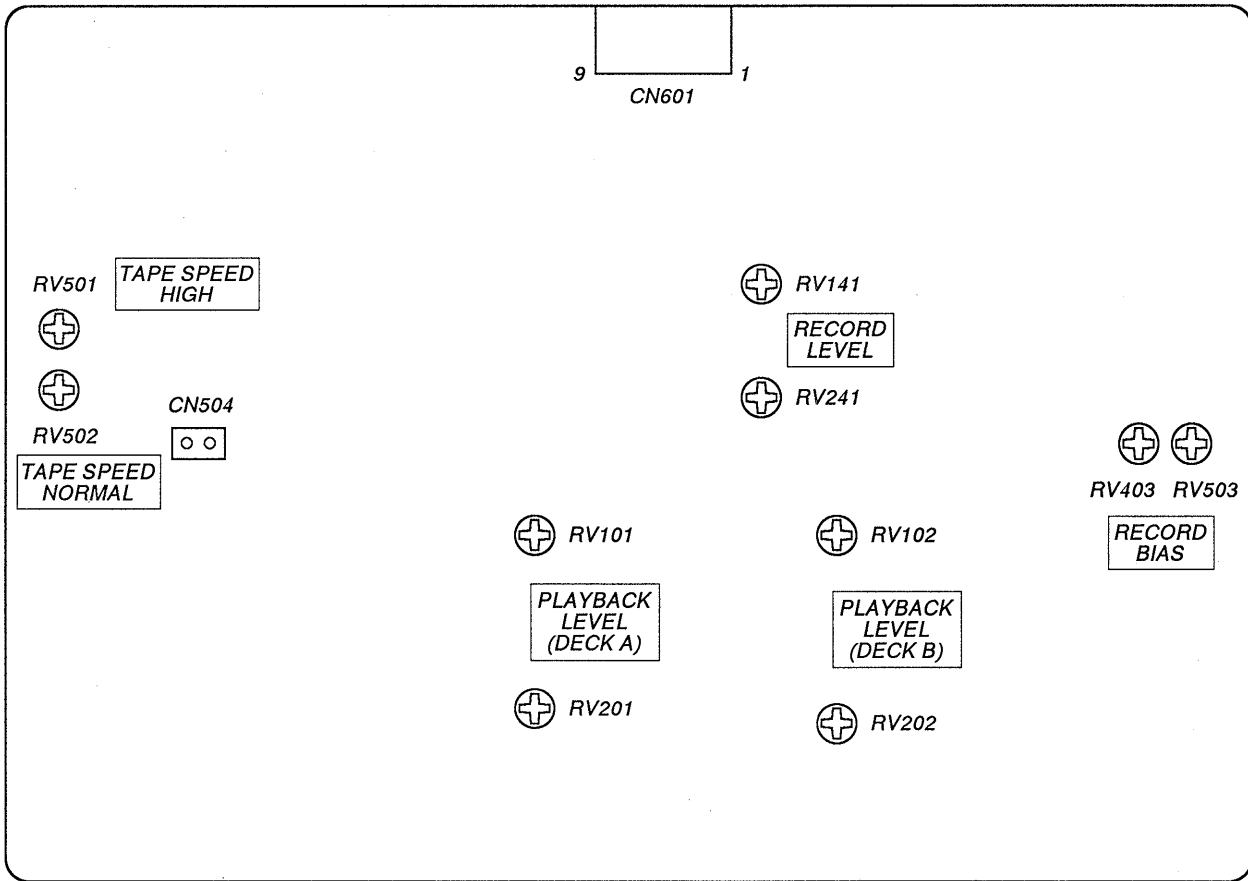 9
1
CN601
RV501
TAPE SPEED
HIGH
RV141
RECORD
LEVEL
RV241
CN504
RV502
TAPE SPEED
NORMAL
RV403
RV503
RECORD
BIAS
RV101
RV102
PLAYBACK
LEVEL
(DECK A)
PLAYBACK
LEVEL
(DECK B)
RV201
RV202